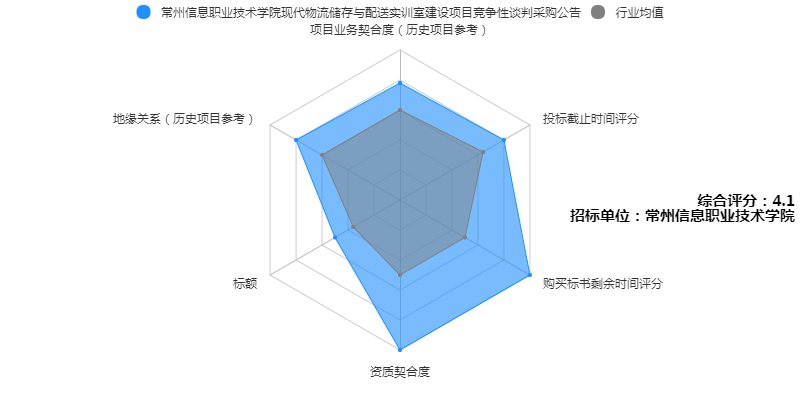 常州信息职业技术学院现代物流储存与配送实训室建设项目竞争性谈判采购公告 行业均值
项目业务契合度（历史项目参考）
地缘关系（历史项目参考）
投标截止时间评分
综合评分：4.1
招标单位：常州信息职业技术学院
标额
购买标书剩余时间评分
资质契合度